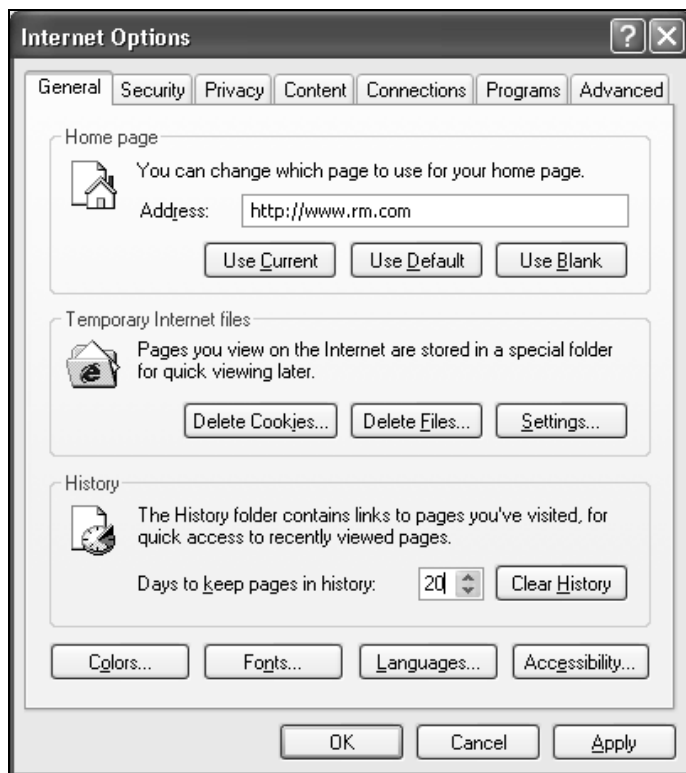 Internet Options
General Security Privacy Content Connections Programs Advanced
Home page
You can change which page to use for your home page.
Address: http://www.rm.com
Use Current Use Default Use Blank
Temporary Internet files
Pages you view on the Internet are stored in a special folder
for quick viewing later.
Delete Cookies... Delete Files... Settings...
History
The History folder contains links to pages you've visited, for
quick access to recently viewed pages.
Days to keep pages in history: 20 Clear History
Colors... Fonts... Languages... Accessibility...
OK Cancel Apply